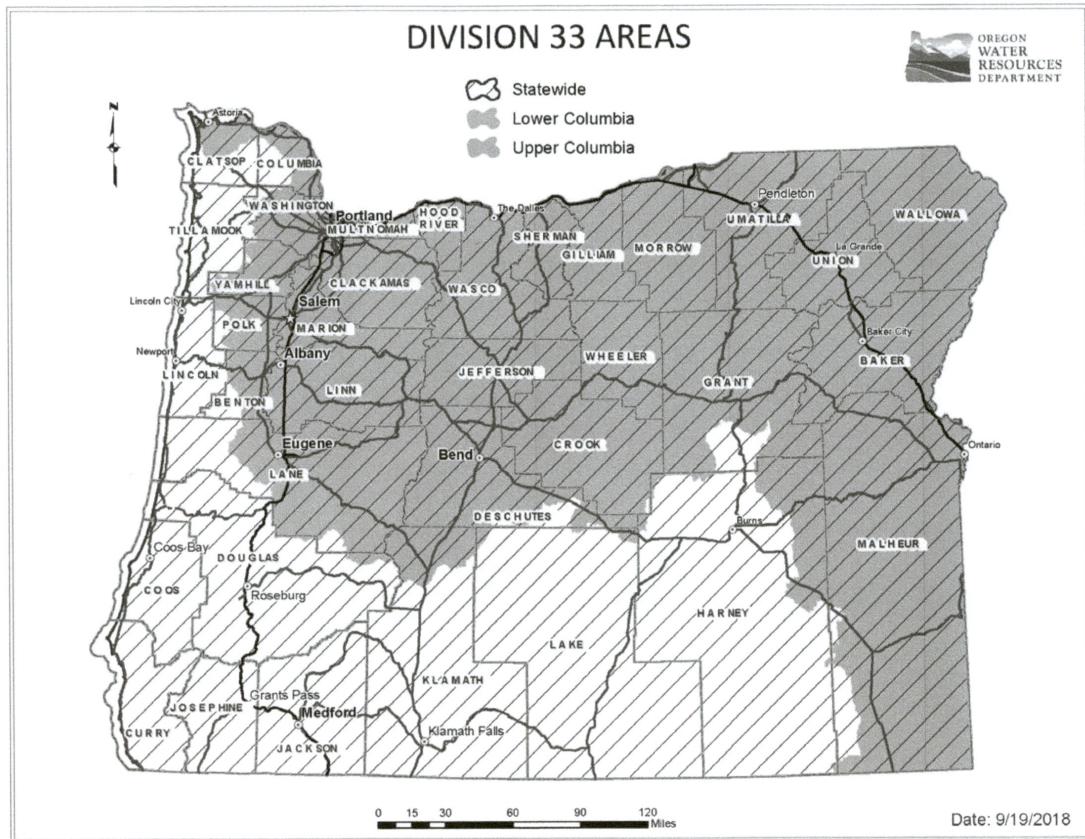 DIVISION 33 AREAS
OREGON
WATER
RESOURCES
DEPARTMENT
Statewide
Lower Columbia
Upper Columbia
N
Astoria
CLATSOP
COLUMBIA
WASHINGTON
Portland
MULTNOMAH
HOOD
RIVER
The Dalles
Pendleton
UMATILLA
WALLOWA
TILLAMOOK
SHERMAN
GILLIAM
MORROW
La Grande
UNION
YAMHILL
CLACKAMAS
WASCO
Lincoln City
Salem
POLK
MARION
Baker City
Newport
Albany
WHEELER
BAKER
LINCOLN
JEFFERSON
GRANT
LINN
BENTON
Eugene
CROOK
Bend
Ontario
LANE
DESCHUTES
Burns
Coos Bay
DOUGLAS
MALHEUR
COOS
Roseburg
HARNEY
LAKE
KLAMATH
Grants Pass
JOSEPHINE
Medford
CURRY
Klamath Falls
JACKSON
0 15 30 60 90 120
Miles
Date: 9/19/2018